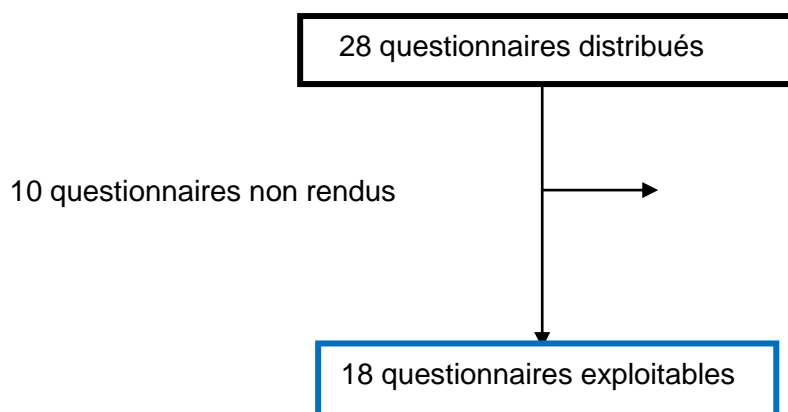 28 questionnaires distribués
10 questionnaires non rendus
18 questionnaires exploitables